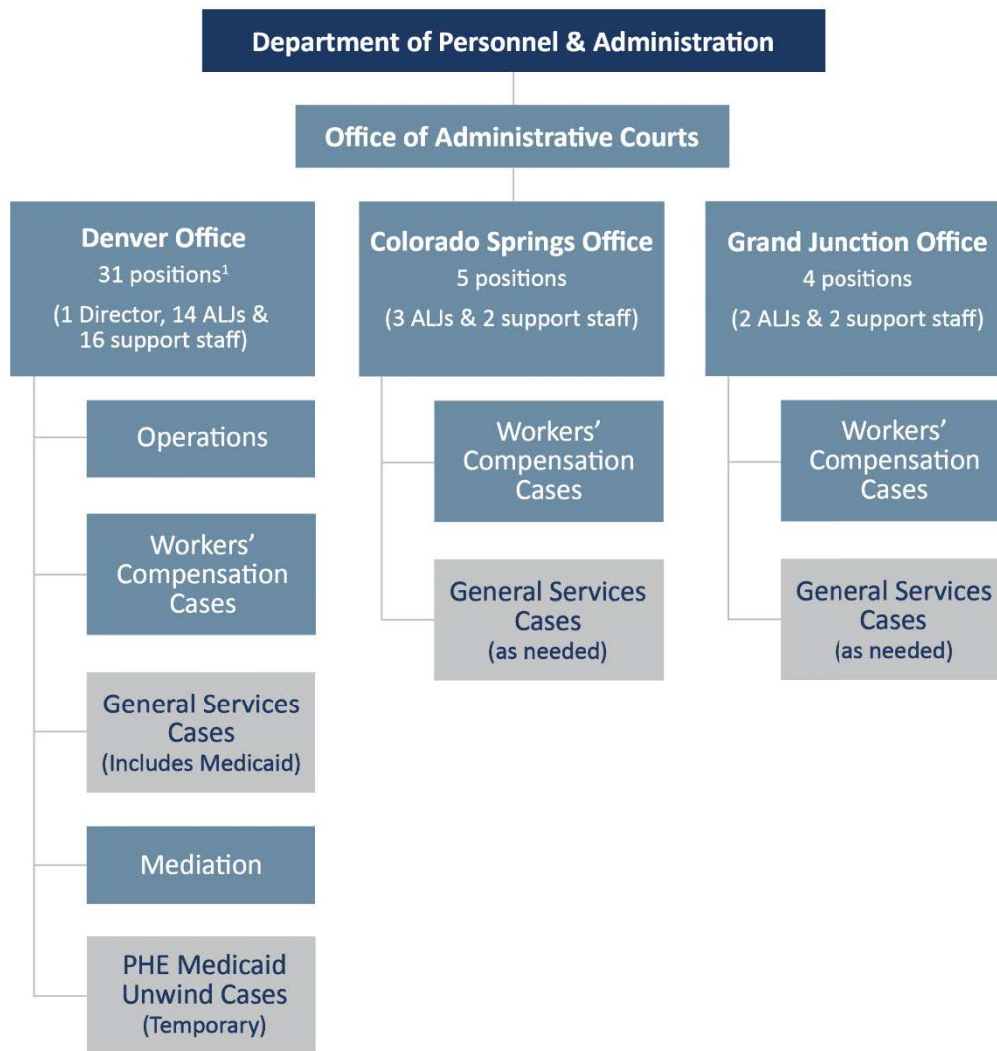 Department of Personnel & Administration
Office of Administrative Courts
Denver Office
31 positions¹
(1 Director, 14 ALJs &
16 support staff)
Operations
Workers'
Compensation
Cases
General Services
Cases
(Includes Medicaid)
Mediation
PHE Medicaid
Unwind Cases
(Temporary)
Colorado Springs Office
5 positions
(3 ALJs & 2 support staff)
Workers'
Compensation
Cases
General Services
Cases
(as needed)
Grand Junction Office
4 positions
(2 ALJs & 2 support staff)
Workers'
Compensation
Cases
General Services
Cases
(as needed)